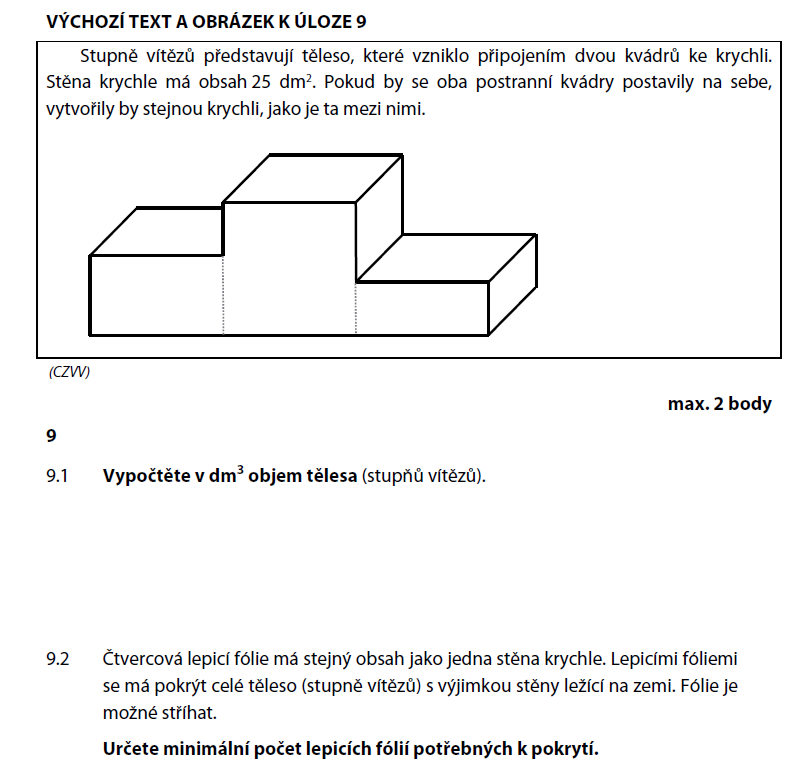 VÝCHOZÍ TEXT A OBRÁZEK K ÚLOZE 9
Stupně vítězů představují těleso, které vzniklo připojením dvou kvádrů ke krychli.
Stěna krychle má obsah 25 dm². Pokud by se oba postranní kvádry postavily na sebe,
vytvořily by stejnou krychli, jako je ta mezi nimi.
(CZVV)
max. 2 body
9
9.1 Vypočtěte v dm³ objem tělesa (stupňů vítězů).
9.2 Čtvercová lepicí fólie má stejný obsah jako jedna stěna krychle. Lepicími fóliemi
se má pokrýt celé těleso (stupně vítězů) s výjimkou stěny ležící na zemi. Fólie je
možné stříhat.
Určete minimální počet lepicích fólií potřebných k pokrytí.